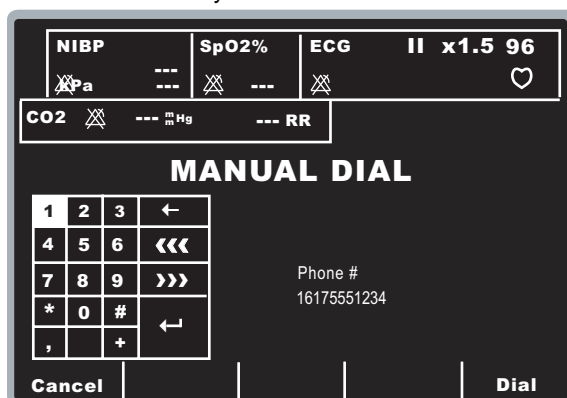 NIBP SpO2% ECG II x1.5 96
---
kPa --- --- 
CO2 --- mmHg --- RR
MANUAL DIAL
1 2 3 ←
4 5 6 <<<
7 8 9 >>>
* 0 # ↵
, +
Phone #
16175551234
Cancel Dial